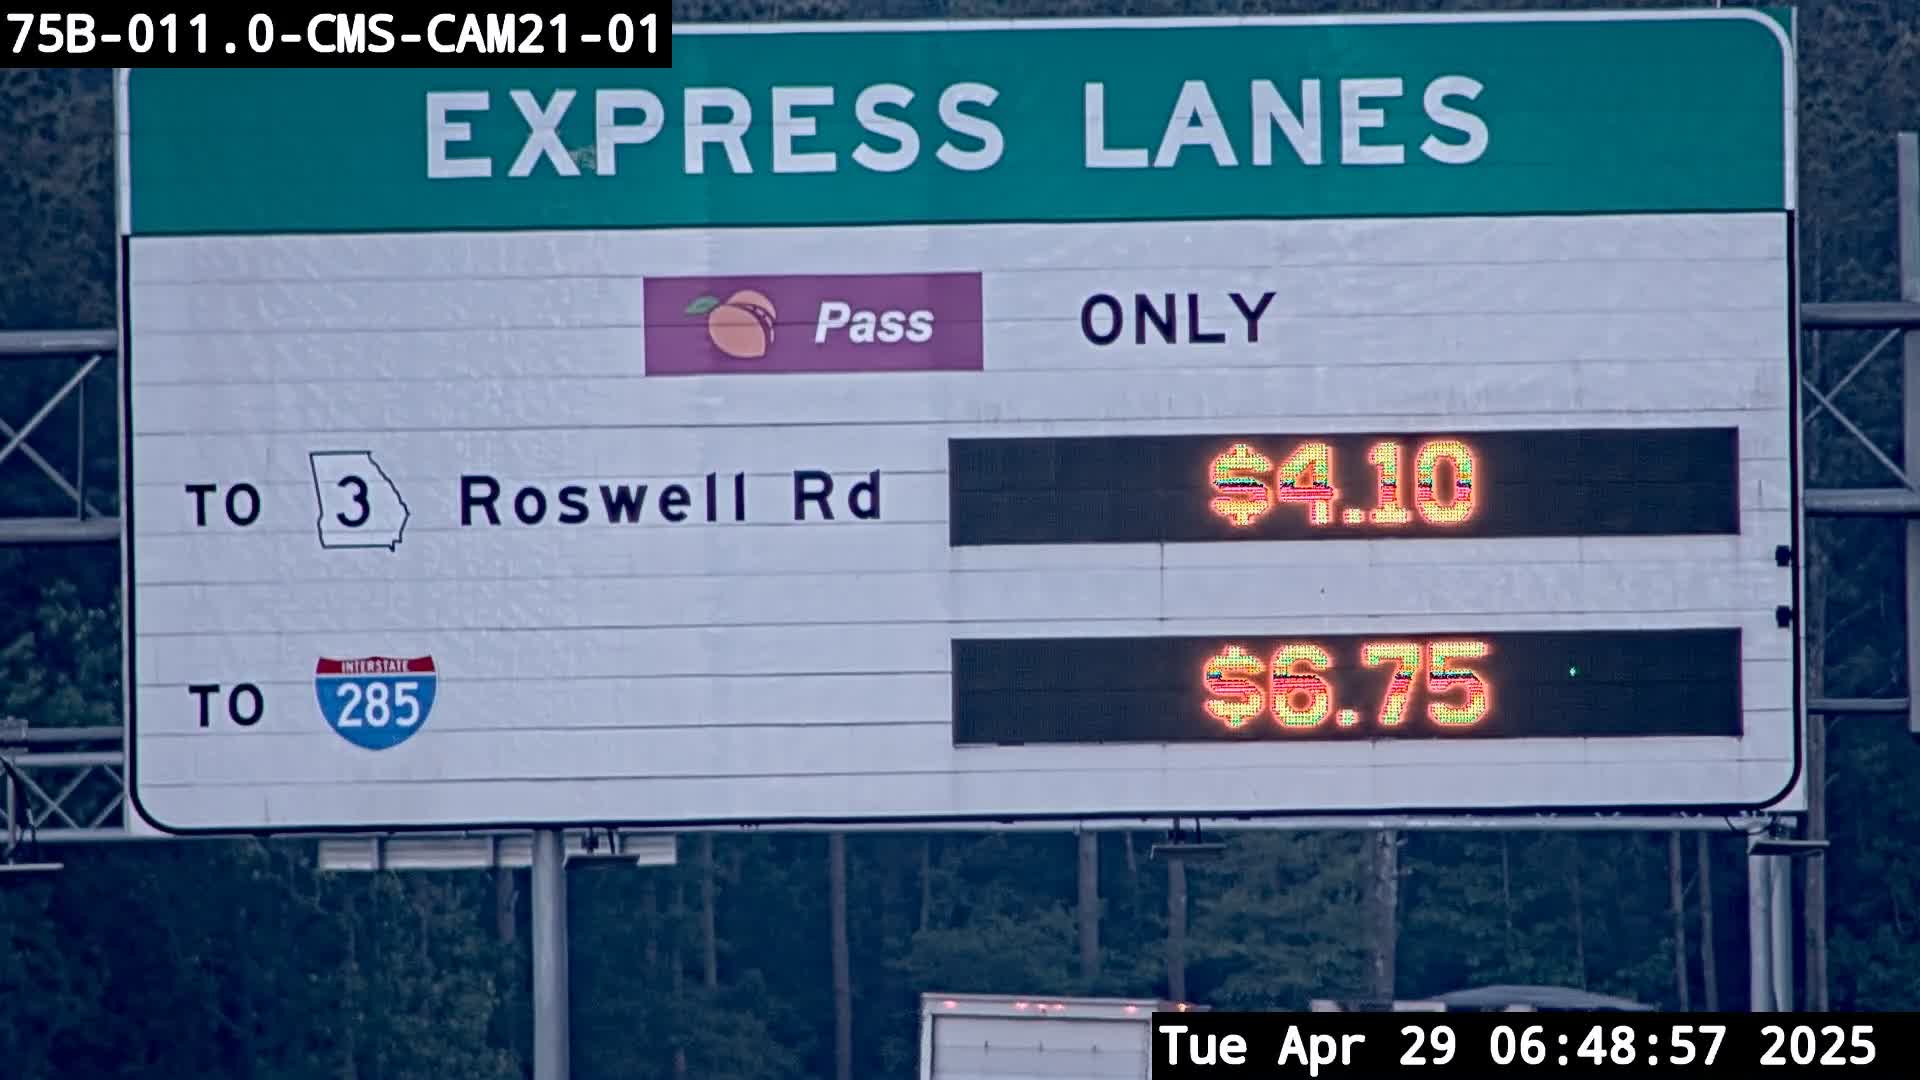 75B-011.0-CMS-CAM21-01
EXPRESS LANES
Pass ONLY
TO 3 Roswell Rd $4.10
TO INTERSTATE 285 $6.75
Tue Apr 29 06:48:57 2025